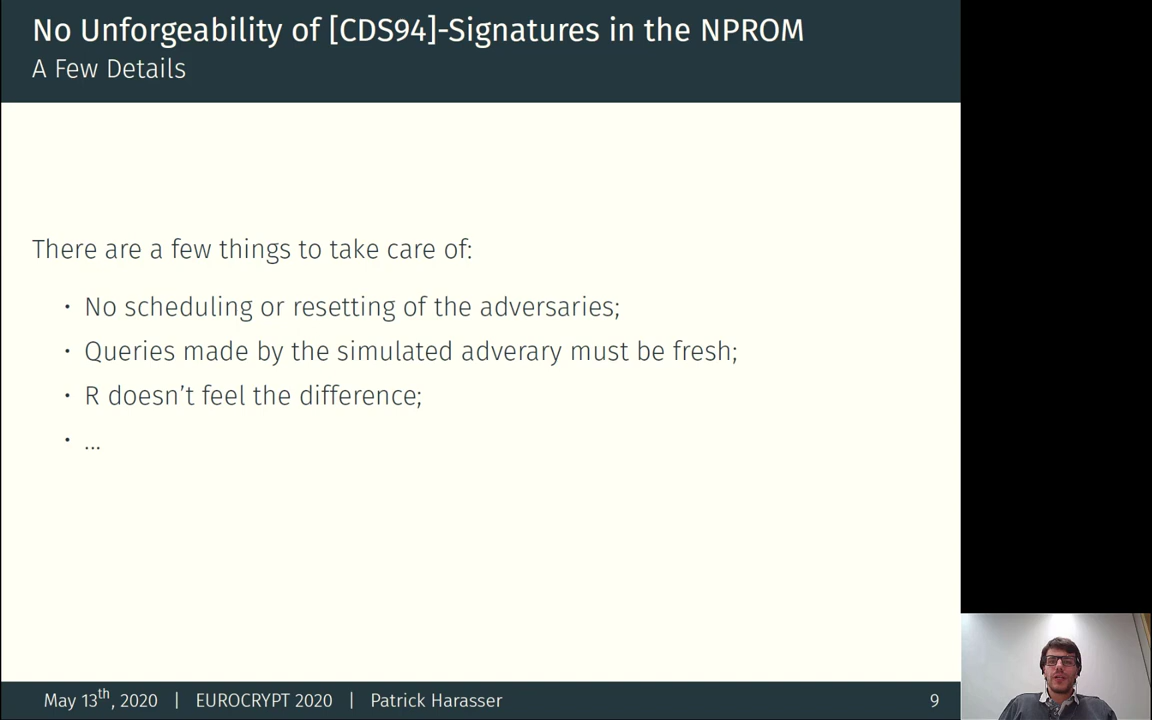 No Unforgeability of [CDS94]-Signatures in the NPROM
A Few Details
There are a few things to take care of:
• No scheduling or resetting of the adversaries;
• Queries made by the simulated adverary must be fresh;
• R doesn't feel the difference;
• ...
May 13th, 2020 | EUROCRYPT 2020 | Patrick Harasser 9